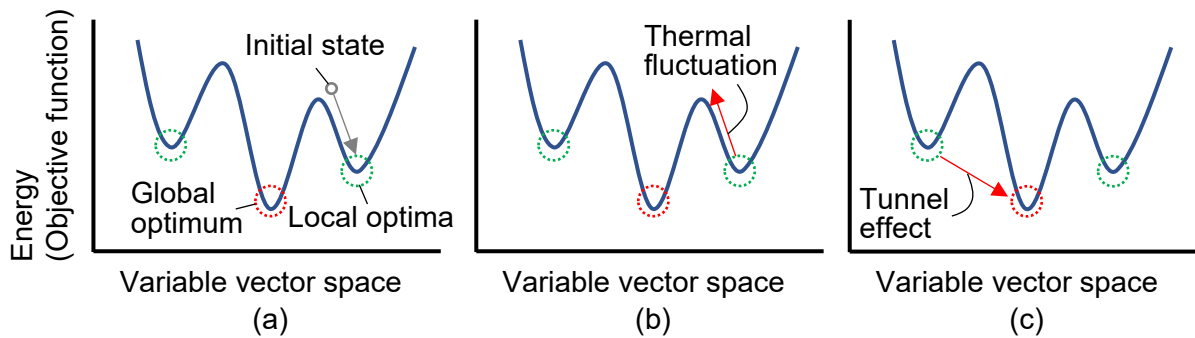 Energy
(Objective function)
Initial state
Global
optimum
Local optima
Variable vector space
(a)
Thermal
fluctuation
Variable vector space
(b)
Tunnel
effect
Variable vector space
(c)